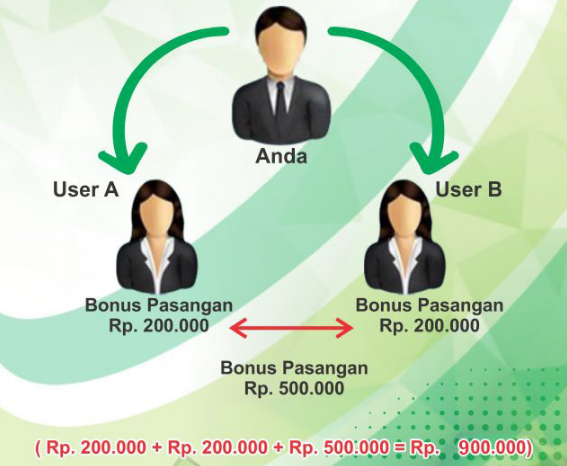 Anda
User A
User B
Bonus Pasangan
Rp. 200.000
Bonus Pasangan
Rp. 200.000
Bonus Pasangan
Rp. 500.000
( Rp. 200.000 + Rp. 200.000 + Rp. 500.000 = Rp. 900.000)